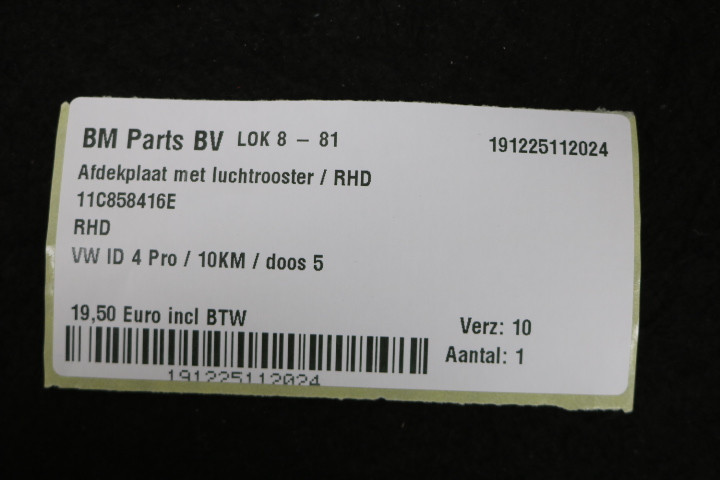 BM Parts BV LOK 8 – 81 191225112024
Afdekplaat met luchtrooster / RHD
11C858416E
RHD
VW ID 4 Pro / 10KM / doos 5
19,50 Euro incl BTW
Verz: 10
Aantal: 1
191225112024